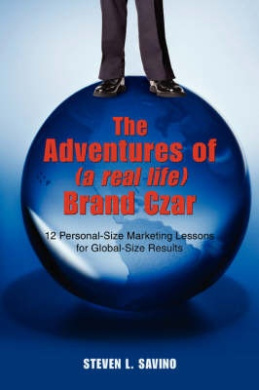 The
Adventures of
(a real-life)
Brand Czar
12 Personal-Size Marketing Lessons
for Global-Size Results
STEVEN L. SAVINO